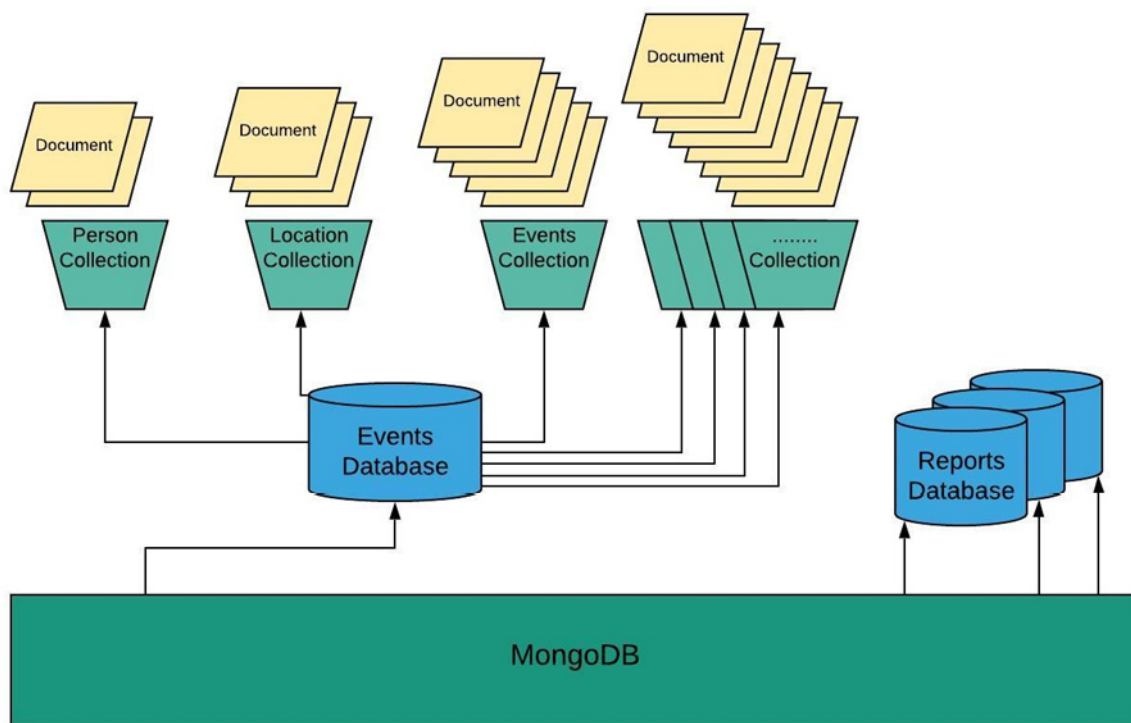 Document
Document
Document
Document
Person
Collection
Location
Collection
Events
Collection
........
Collection
Events
Database
Reports
Database
MongoDB